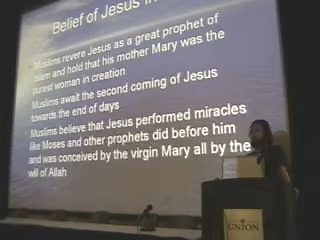 Belief of Jesus in
Muslims revere Jesus as a great prophet of
Islam and hold that his mother Mary was the
purest woman in creation
Muslims await the second coming of Jesus
towards the end of days
Muslims believe that Jesus performed miracles
like Moses and other prophets did before him
and was conceived by the virgin Mary all by the
will of Allah
UNION